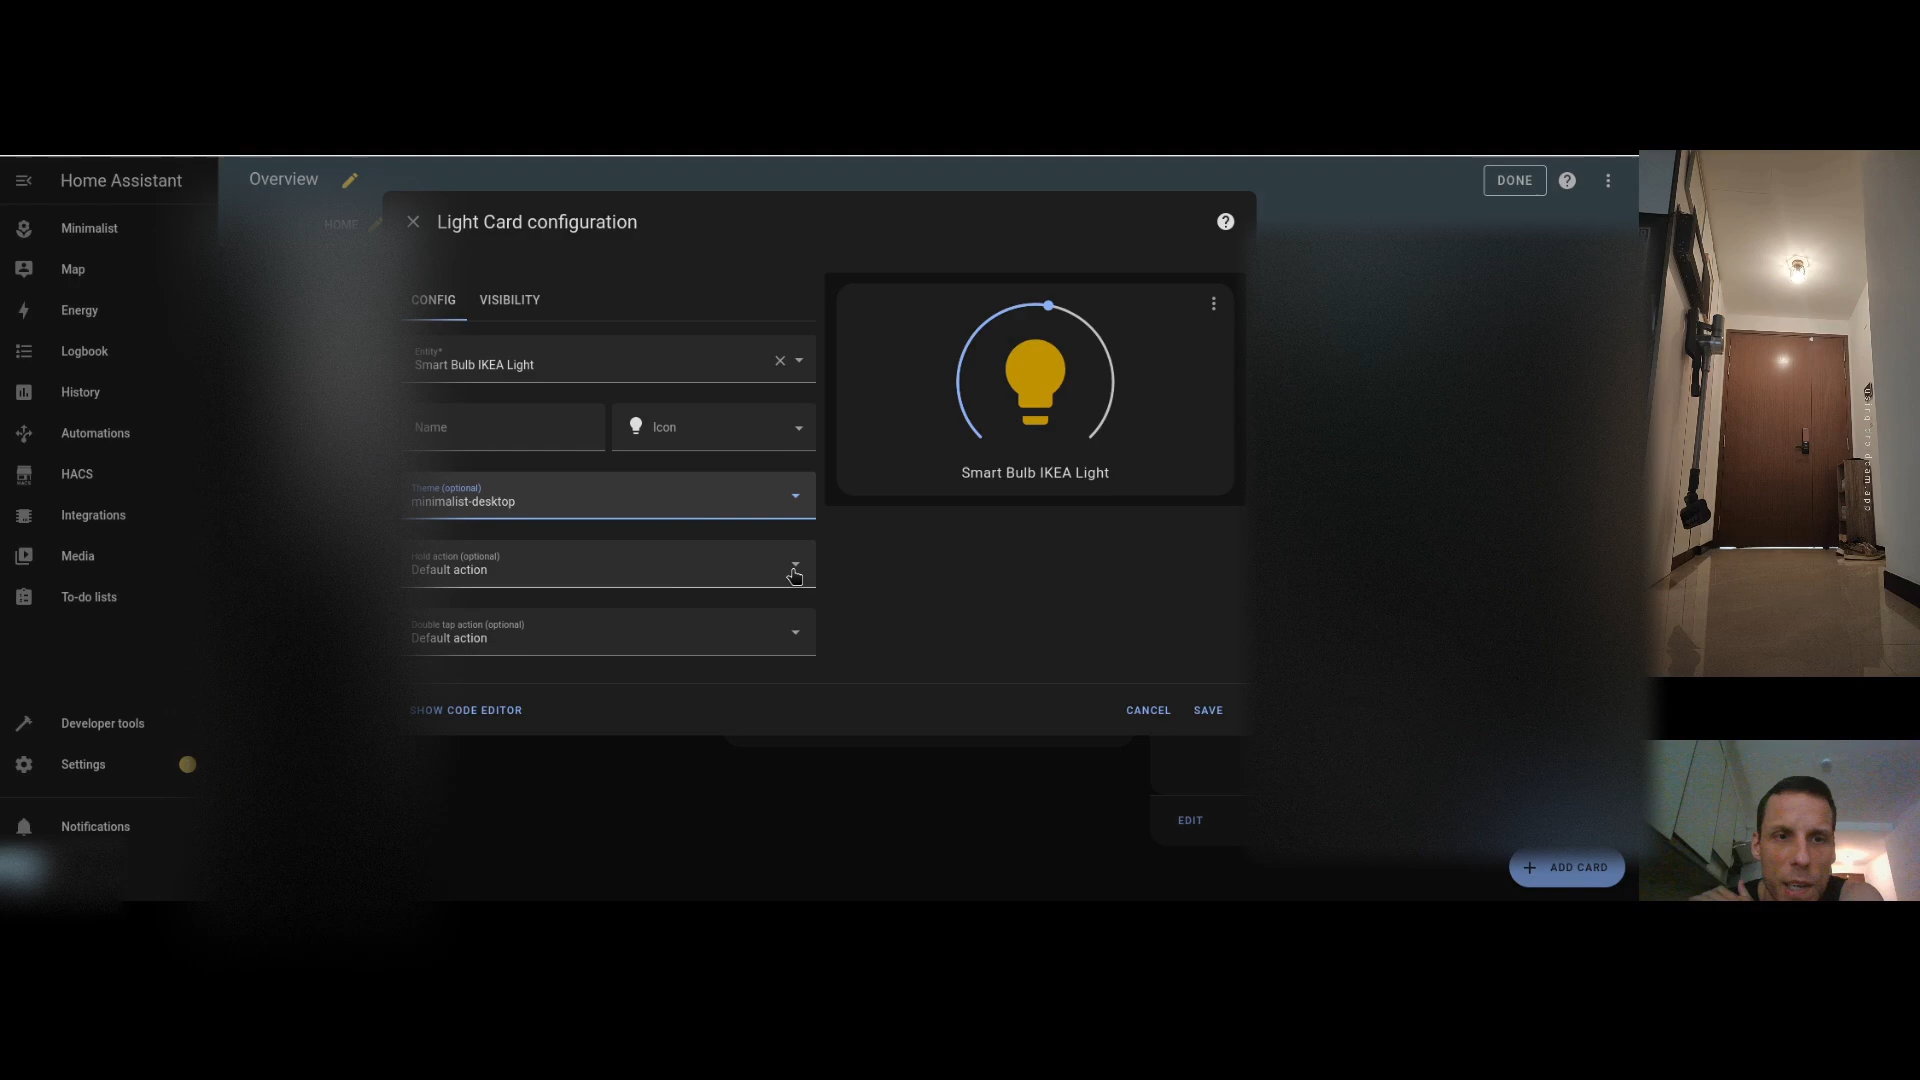 Home Assistant
Minimalist
Map
Energy
Logbook
History
Automations
HACS
HACS
Integrations
Media
To-do lists
Developer tools
Settings
Notifications
Overview
HOME
DONE
Light Card configuration
CONFIG
VISIBILITY
Entity*
Smart Bulb IKEA Light
Name
Icon
Theme (optional)
minimalist-desktop
Hold action (optional)
Default action
Double tap action (optional)
Default action
SHOW CODE EDITOR
CANCEL
SAVE
Smart Bulb IKEA Light
EDIT
ADD CARD